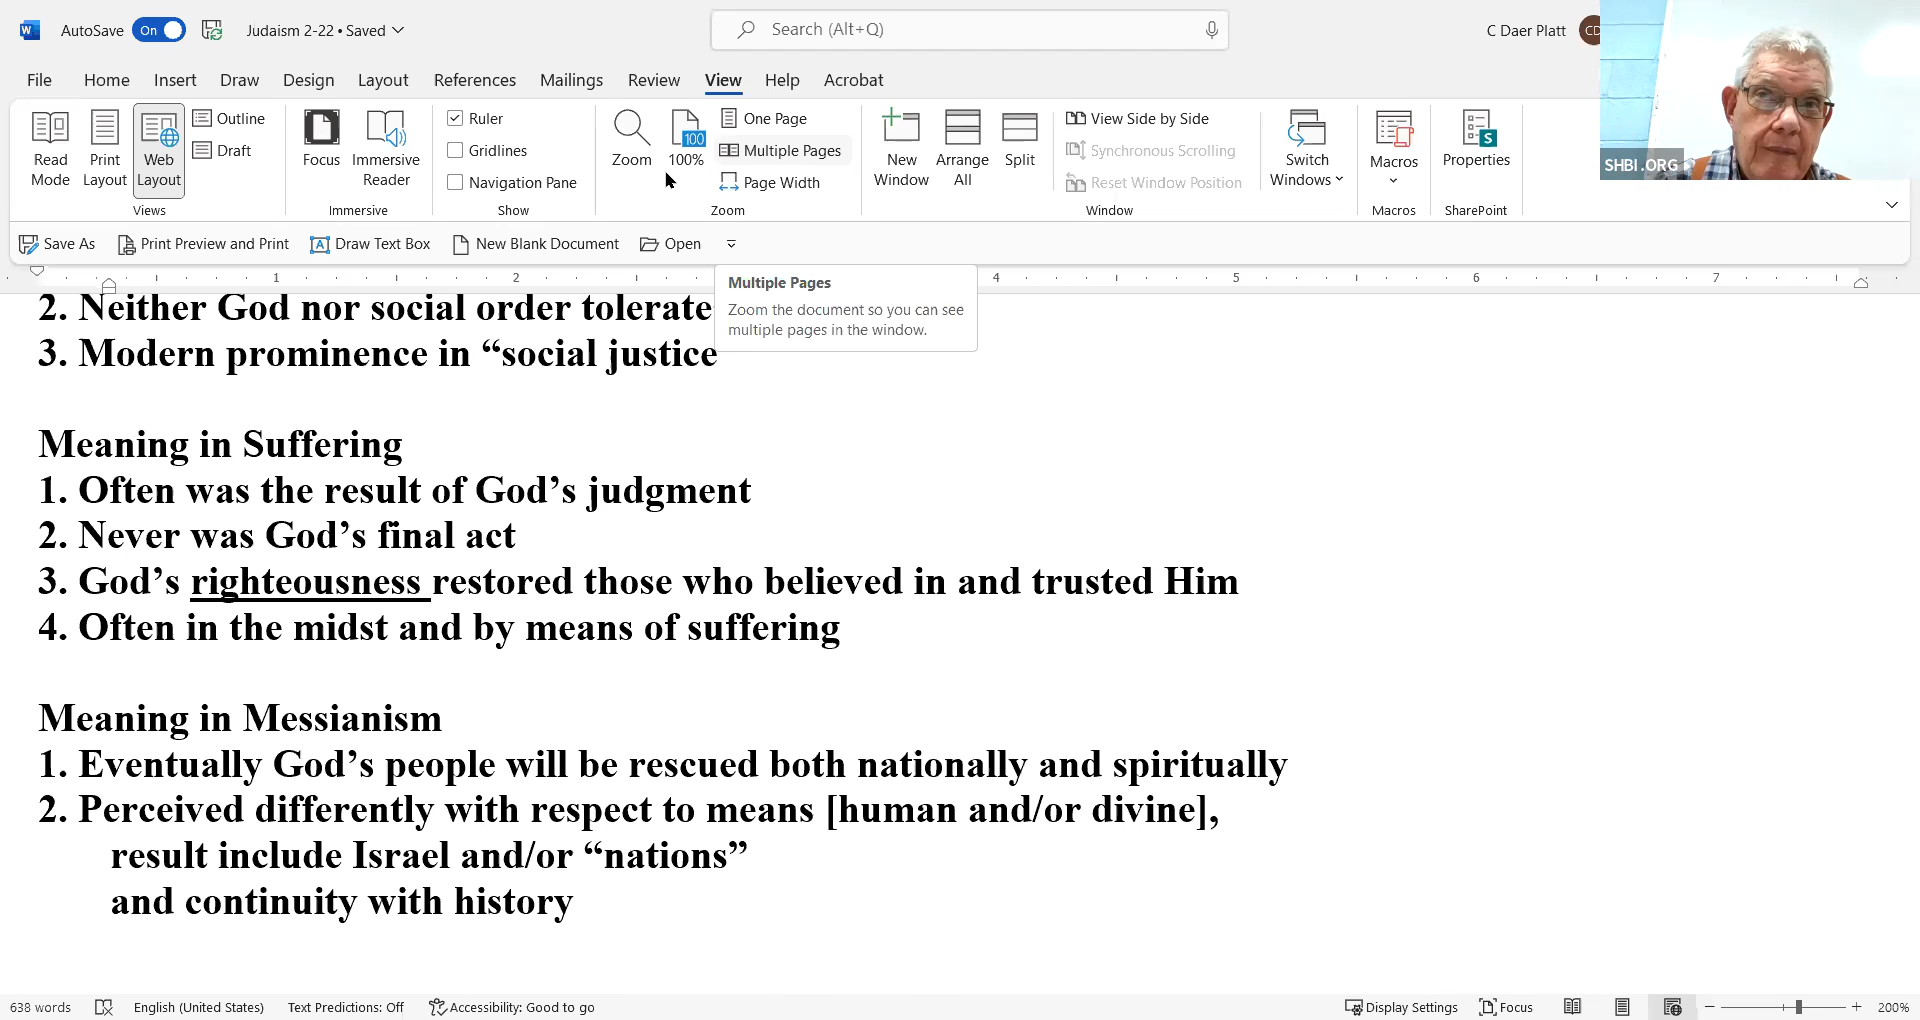 AutoSave On Judaism 2-22 • Saved Search (Alt+Q) C Daer Platt CD
File Home Insert Draw Design Layout References Mailings Review View Help Acrobat
Read Mode
Print Layout
Web Layout
Outline
Draft
Views
Focus
Immersive Reader
Immersive
Ruler
Gridlines
Navigation Pane
Show
Zoom
100
100%
One Page
Multiple Pages
Page Width
Zoom
New Window
Arrange All
Split
View Side by Side
Synchronous Scrolling
Reset Window Position
Window
Switch Windows
Macros
Macros
S
Properties
SharePoint
SHBI .ORG
Save As Print Preview and Print Draw Text Box New Blank Document Open
1 2 4 5 6 7
Multiple Pages
Zoom the document so you can see
multiple pages in the window.
2. Neither God nor social order tolerate
3. Modern prominence in “social justice
Meaning in Suffering
1. Often was the result of God’s judgment
2. Never was God’s final act
3. God’s righteousness restored those who believed in and trusted Him
4. Often in the midst and by means of suffering
Meaning in Messianism
1. Eventually God’s people will be rescued both nationally and spiritually
2. Perceived differently with respect to means [human and/or divine],
result include Israel and/or “nations”
and continuity with history
638 words English (United States) Text Predictions: Off Accessibility: Good to go Display Settings Focus 200%